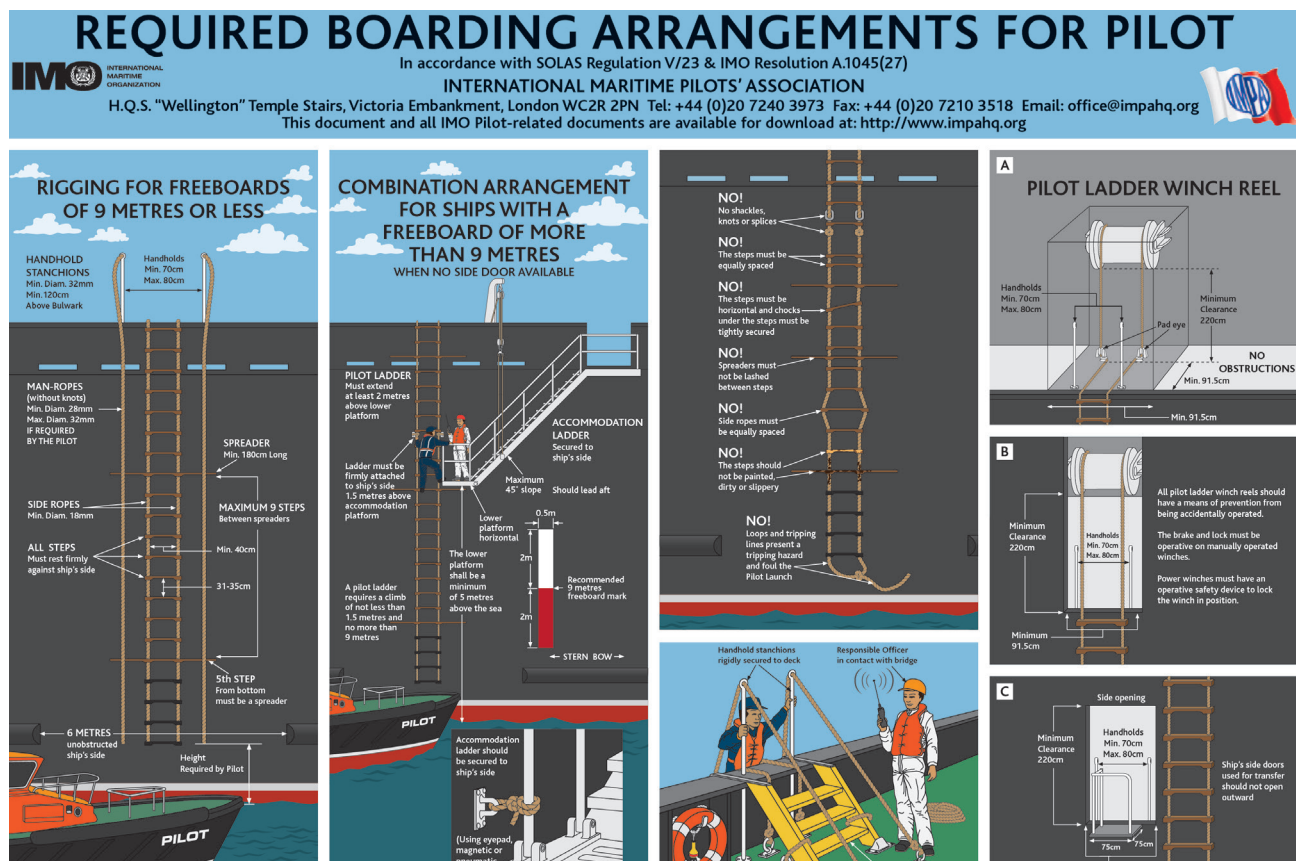 REQUIRED BOARDING ARRANGEMENTS FOR PILOT
In accordance with SOLAS Regulation V/23 & IMO Resolution A.1045(27)
IMO
INTERNATIONAL
MARITIME
ORGANIZATION
INTERNATIONAL MARITIME PILOTS' ASSOCIATION
H.Q.S. "Wellington" Temple Stairs, Victoria Embankment, London WC2R 2PN Tel: +44 (0)20 7240 3973 Fax: +44 (0)20 7210 3518 Email: office@impahq.org
This document and all IMO Pilot-related documents are available for download at: http://www.impahq.org
IMPA
RIGGING FOR FREEBOARDS
OF 9 METRES OR LESS
HANDHOLD
STANCHIONS
Min. Diam. 32mm
Min. 120cm
Above Bulwark
Handholds
Min. 70cm
Max. 80cm
MAN-ROPES
(without knots)
Min. Diam. 28mm
Max. Diam. 32mm
IF REQUIRED
BY THE PILOT
SPREADER
Min. 180cm Long
SIDE ROPES
Min. Diam. 18mm
MAXIMUM 9 STEPS
Between spreaders
ALL STEPS
Must rest firmly
against ship's side
Min. 40cm
31-35cm
5th STEP
From bottom
must be a spreader
6 METRES
unobstructed
ship's side
Height
Required by Pilot
PILOT
COMBINATION ARRANGEMENT
FOR SHIPS WITH A
FREEBOARD OF MORE
THAN 9 METRES
WHEN NO SIDE DOOR AVAILABLE
PILOT LADDER
Must extend
at least 2 metres
above lower
platform
Ladder must be
firmly attached
to ship's side
1.5 metres above
accommodation
platform
ACCOMMODATION
LADDER
Secured to
ship's side
Maximum
45° slope
Should lead aft
Lower
platform
horizontal
0.5m
2m
2m
The lower
platform
shall be a
minimum
of 5 metres
above the sea
Recommended
9 metres
freeboard mark
A pilot ladder
requires a climb
of not less than
1.5 metres and
no more than
9 metres
STERN BOW
PILOT
Accommodation
ladder should
be secured to
ship's side
(Using eyepad,
magnetic or
pneumatic
NO!
No shackles,
knots or splices
NO!
The steps must be
equally spaced
NO!
The steps must be
horizontal and chocks
under the steps must be
tightly secured
NO!
Spreaders must
not be lashed
between steps
NO!
Side ropes must
be equally spaced
NO!
The steps should
not be painted,
dirty or slippery
NO!
Loops and tripping
lines present a
tripping hazard
and foul the
Pilot Launch
Handhold stanchions
rigidly secured to deck
Responsible Officer
in contact with bridge
A
PILOT LADDER WINCH REEL
Handholds
Min. 70cm
Max. 80cm
Minimum
Clearance
220cm
Pad eye
NO
OBSTRUCTIONS
Min. 91.5cm
Min. 91.5cm
B
Minimum
Clearance
220cm
Handholds
Min. 70cm
Max. 80cm
Minimum
91.5cm
All pilot ladder winch reels should
have a means of prevention from
being accidentally operated.
The brake and lock must be
operative on manually operated
winches.
Power winches must have an
operative safety device to lock
the winch in position.
C
Side opening
Minimum
Clearance
220cm
Handholds
Min. 70cm
Max. 80cm
Ship's side doors
used for transfer
should not open
outward
75cm
75cm